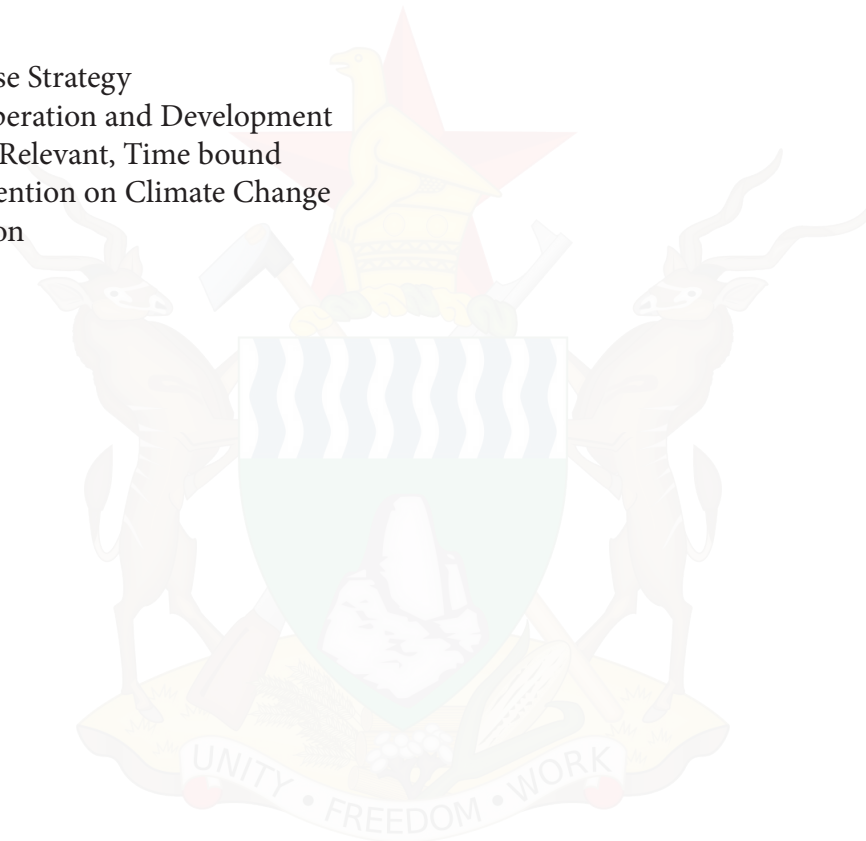 se Strategy
peration and Development
Relevant, Time bound
ention on Climate Change
on
UNITY • FREEDOM • WORK